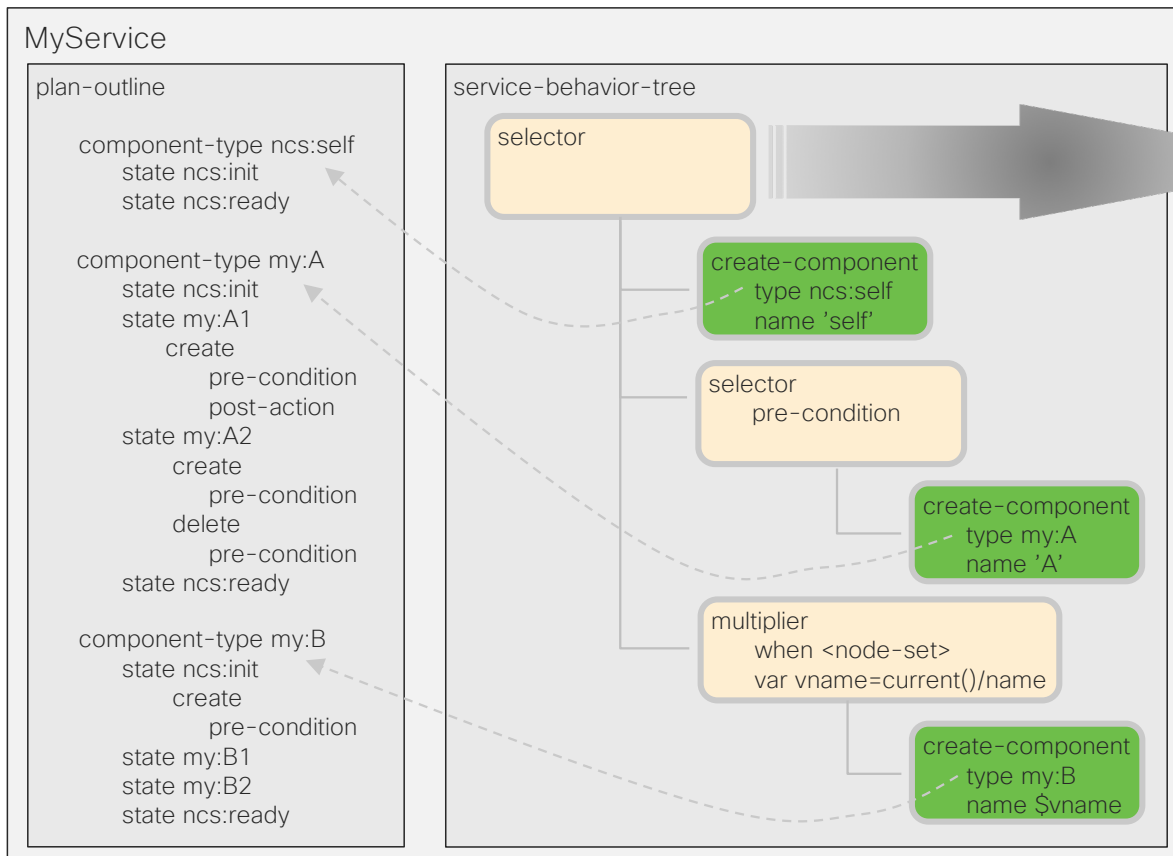 MyService
plan-outline
component-type ncs:self
state ncs:init
state ncs:ready
component-type my:A
state ncs:init
state my:A1
create
pre-condition
post-action
state my:A2
create
pre-condition
delete
pre-condition
state ncs:ready
component-type my:B
state ncs:init
create
pre-condition
state my:B1
state my:B2
state ncs:ready
service-behavior-tree
selector
create-component
type ncs:self
name ’self’
selector
pre-condition
create-component
type my:A
name ’A’
multiplier
when <node-set>
var vname=current()/name
create-component
type my:B
name $vname